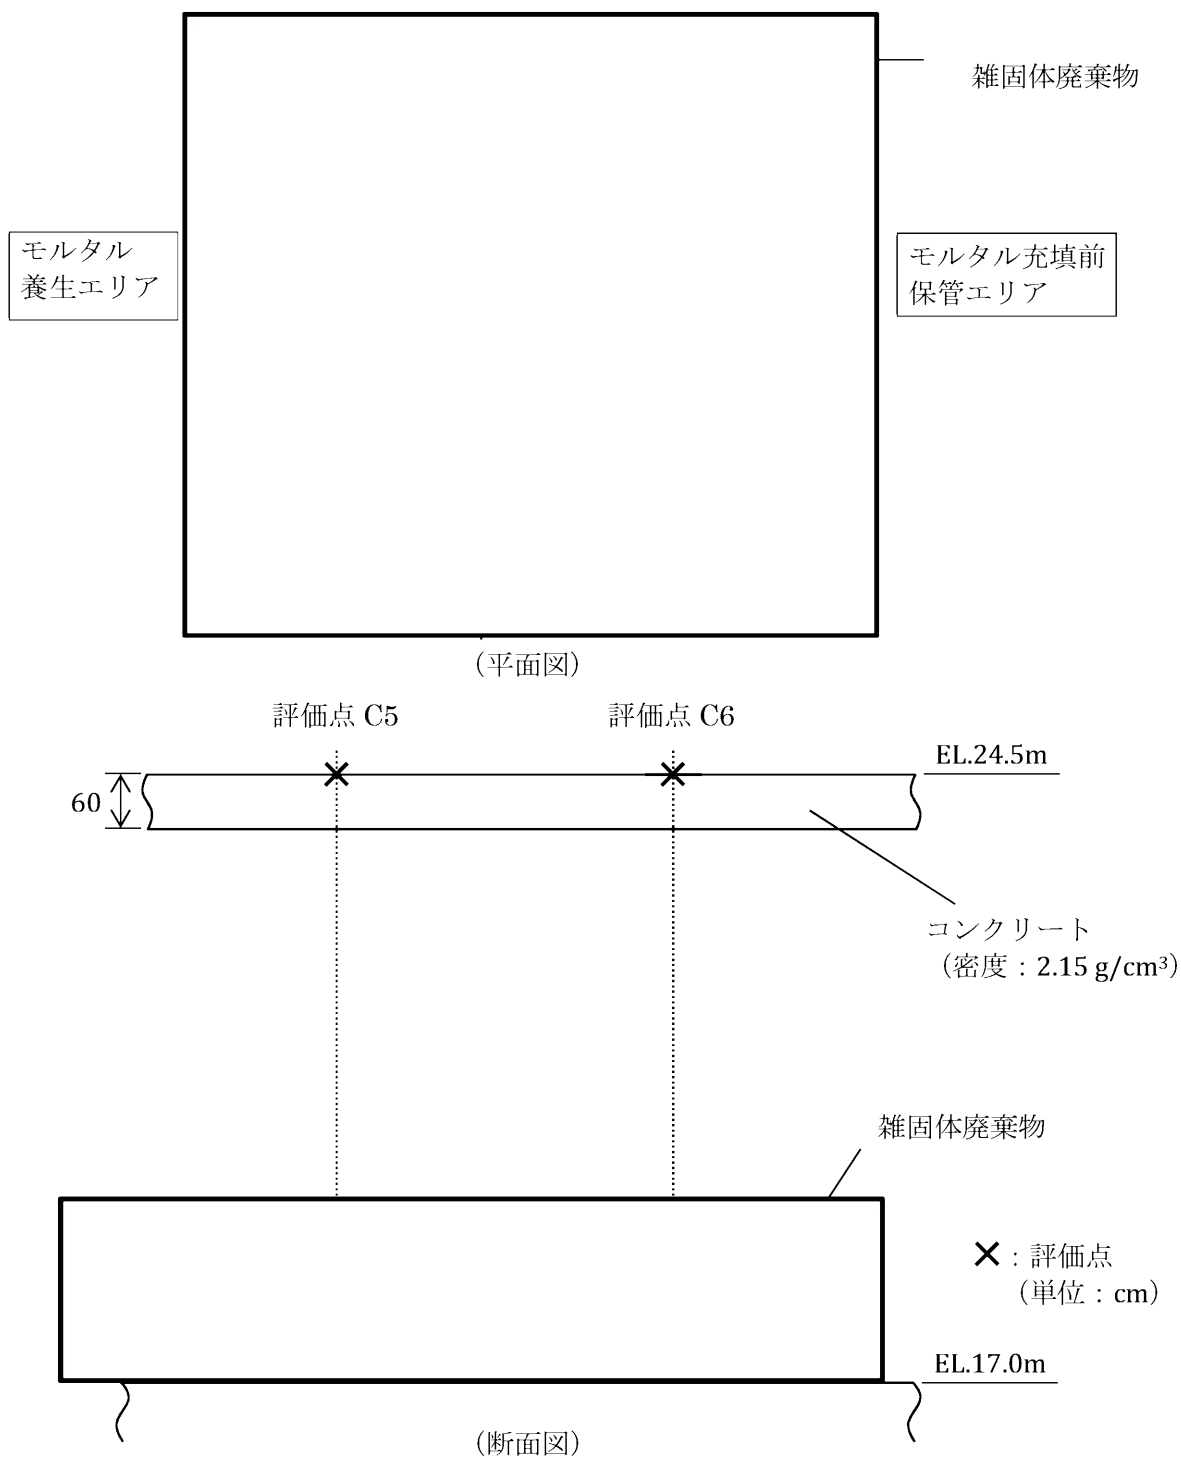 雑固体廃棄物
モルタル
養生エリア
モルタル充填前
保管エリア
(平面図)
評価点 C5
評価点 C6
EL.24.5m
60
コンクリート
(密度:2.15 g/cm³)
雑固体廃棄物
:評価点
(単位:cm)
EL.17.0m
(断面図)